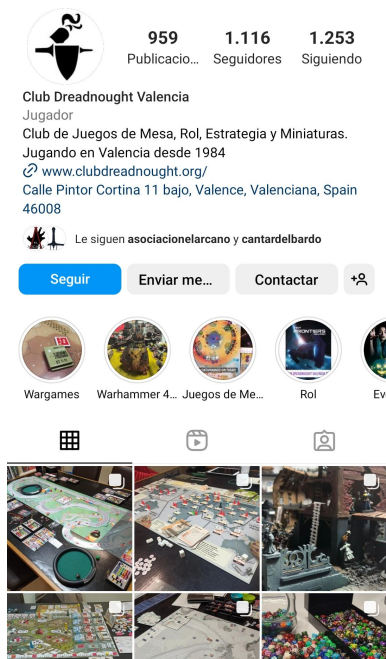 959
1.116
1.253
Publicacio...
Seguidores
Siguiendo
Club Dreadnought Valencia
Jugador
Club de Juegos de Mesa, Rol, Estrategia y Miniaturas.
Jugando en Valencia desde 1984
www.clubdreadnought.org/
Calle Pintor Cortina 11 bajo, Valence, Valenciana, Spain
46008
Le siguen asociacionelarcano y cantardelbardo
Seguir
Enviar me...
Contactar
FRONTIERS
Wargames
Warhammer 4...
Juegos de Me...
Rol